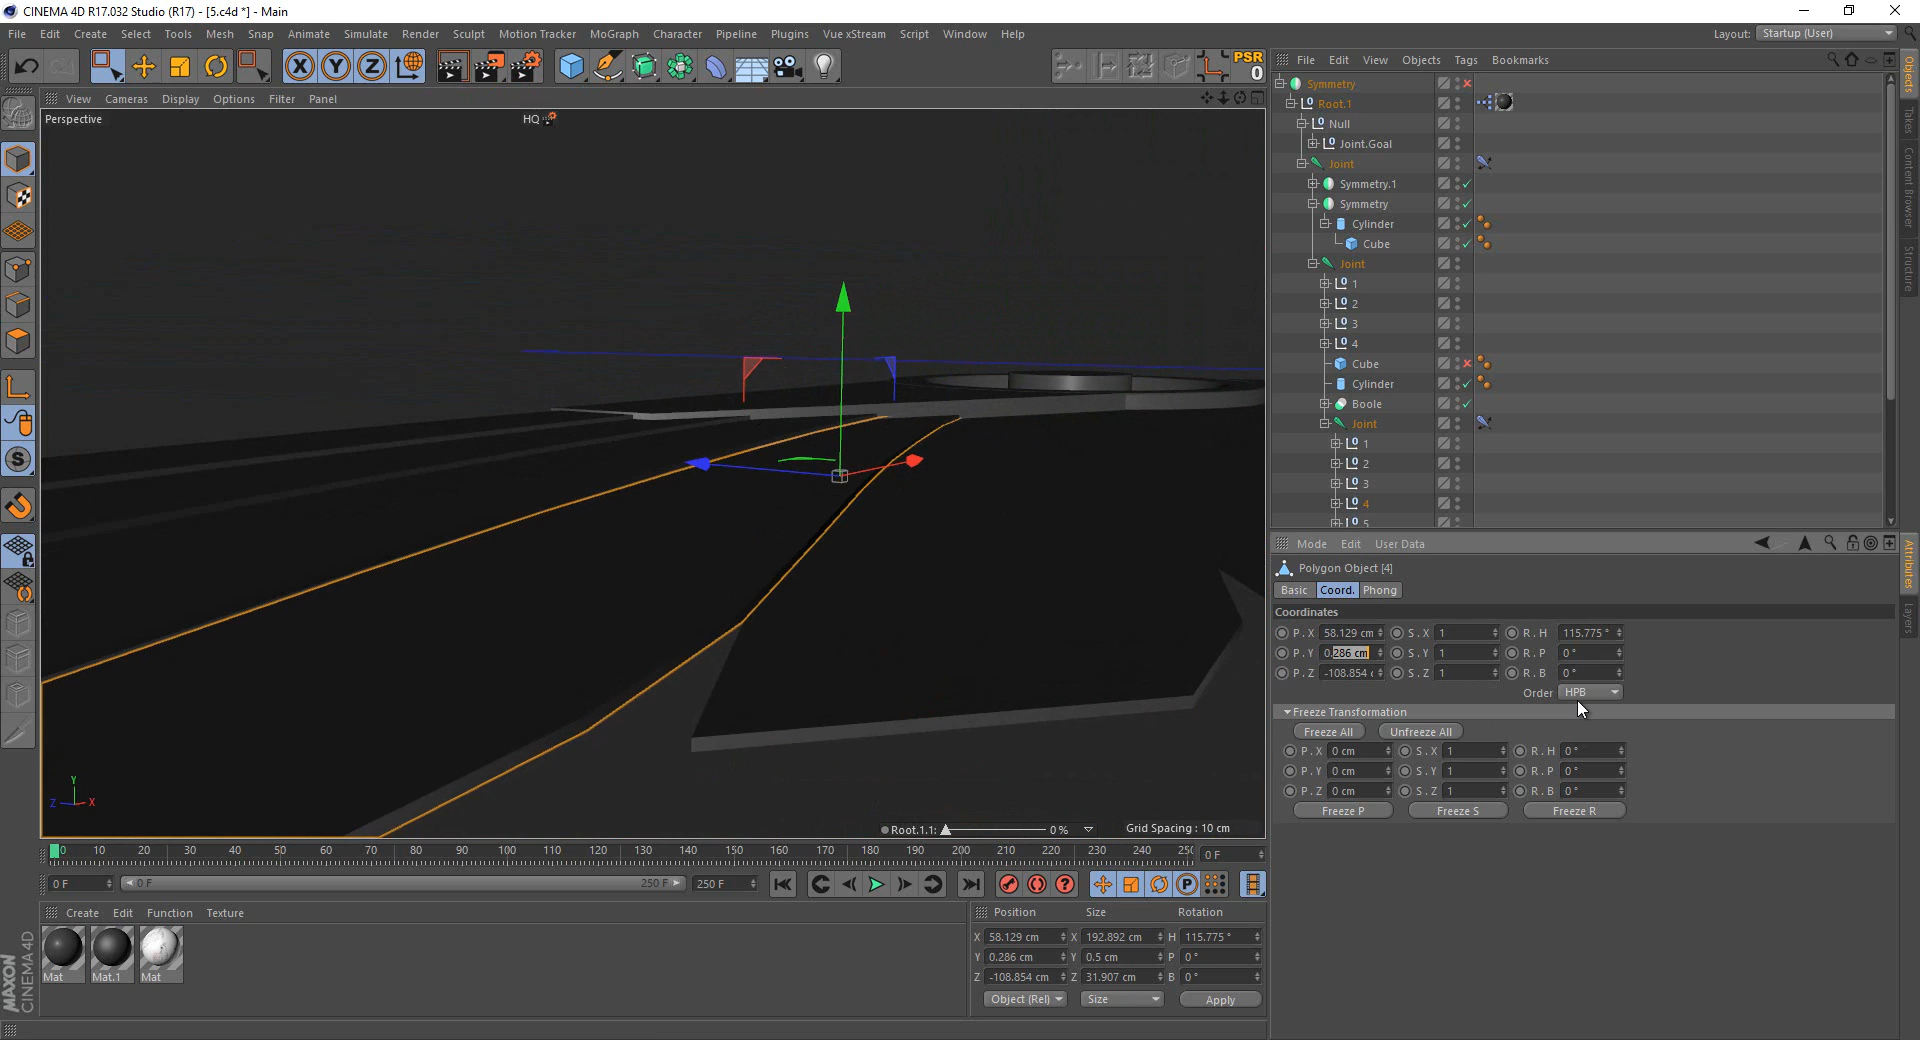 CINEMA 4D R17.032 Studio (R17) - [5.c4d *] - Main
File Edit Create Select Tools Mesh Snap Animate Simulate Render Sculpt Motion Tracker MoGraph Character Pipeline Plugins Vue xStream Script Window Help
Layout: Startup (User)
PSR
0
File Edit View Objects Tags Bookmarks
View Cameras Display Options Filter Panel
Perspective
HQ
Symmetry
Root.1
Null
Joint.Goal
Joint
Symmetry.1
Symmetry
Cylinder
Cube
Joint
1
2
3
4
Cube
Cylinder
Boole
Joint
1
2
3
4
5
Objects
Takes
Content Browser
Structure
Attributes
Layers
Mode Edit User Data
Polygon Object [4]
Basic Coord. Phong
Coordinates
P . X 58.129 cm S . X 1 R . H 115.775 °
P . Y 0.286 cm S . Y 1 R . P 0 °
P . Z -108.854 c S . Z 1 R . B 0 °
Order HPB
Freeze Transformation
Freeze All Unfreeze All
P . X 0 cm S . X 1 R . H 0 °
P . Y 0 cm S . Y 1 R . P 0 °
P . Z 0 cm S . Z 1 R . B 0 °
Freeze P Freeze S Freeze R
Y
Z X
Root.1.1: 0 % Grid Spacing : 10 cm
0 10 20 30 40 50 60 70 80 90 100 110 120 130 140 150 160 170 180 190 200 210 220 230 240 250 0 F
0 F 0 F 250 F 250 F
Create Edit Function Texture
Mat Mat.1 Mat
Position Size Rotation
X 58.129 cm X 192.892 cm H 115.775 °
Y 0.286 cm Y 0.5 cm P 0 °
Z -108.854 cm Z 31.907 cm B 0 °
Object (Rel) Size Apply
MAXON
CINEMA 4D